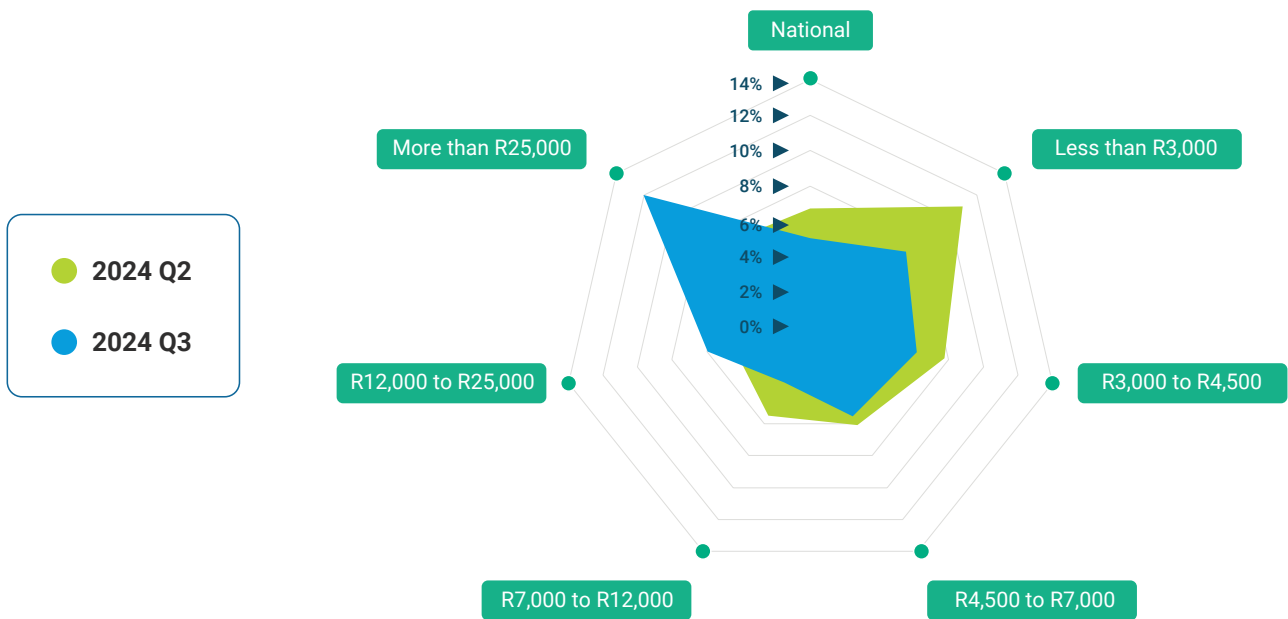 National
14%
12%
10%
8%
6%
4%
2%
0%
More than R25,000
Less than R3,000
2024 Q2
2024 Q3
R12,000 to R25,000
R3,000 to R4,500
R7,000 to R12,000
R4,500 to R7,000